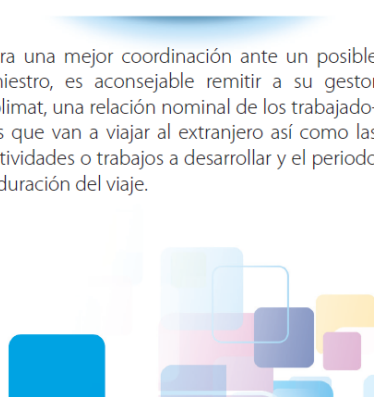 ra una mejor coordinación ante un posible
niestro, es aconsejable remitir a su gestor
olimat, una relación nominal de los trabajado-
s que van a viajar al extranjero así como las
tividades o trabajos a desarrollar y el periodo
duración del viaje.